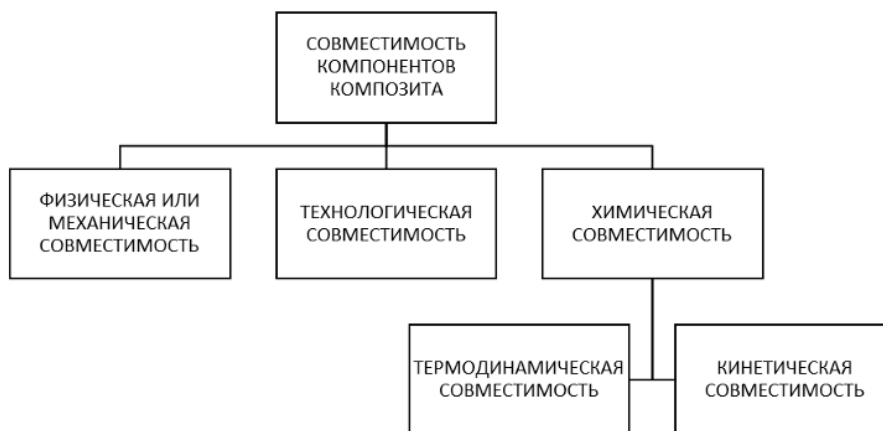 СОВМЕСТИМОСТЬ
КОМПОНЕНТОВ
КОМПОЗИТА
ФИЗИЧЕСКАЯ ИЛИ
МЕХАНИЧЕСКАЯ
СОВМЕСТИМОСТЬ
ТЕХНОЛОГИЧЕСКАЯ
СОВМЕСТИМОСТЬ
ХИМИЧЕСКАЯ
СОВМЕСТИМОСТЬ
ТЕРМОДИНАМИЧЕСКАЯ
СОВМЕСТИМОСТЬ
КИНЕТИЧЕСКАЯ
СОВМЕСТИМОСТЬ